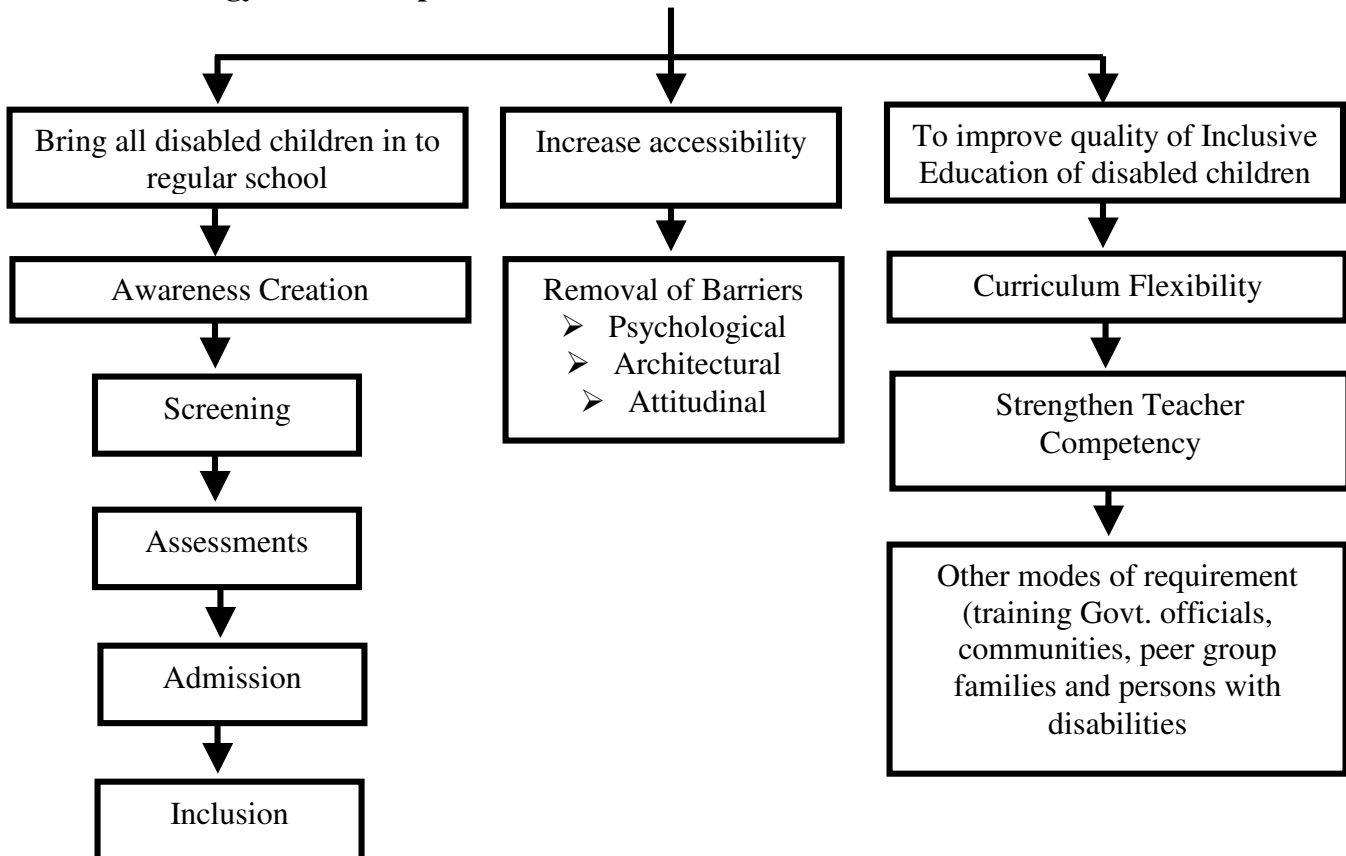 Bring all disabled children in to
regular school
Awareness Creation
Screening
Assessments
Admission
Inclusion
Increase accessibility
Removal of Barriers
➢ Psychological
➢ Architectural
➢ Attitudinal
To improve quality of Inclusive
Education of disabled children
Curriculum Flexibility
Strengthen Teacher
Competency
Other modes of requirement
(training Govt. officials,
communities, peer group
families and persons with
disabilities